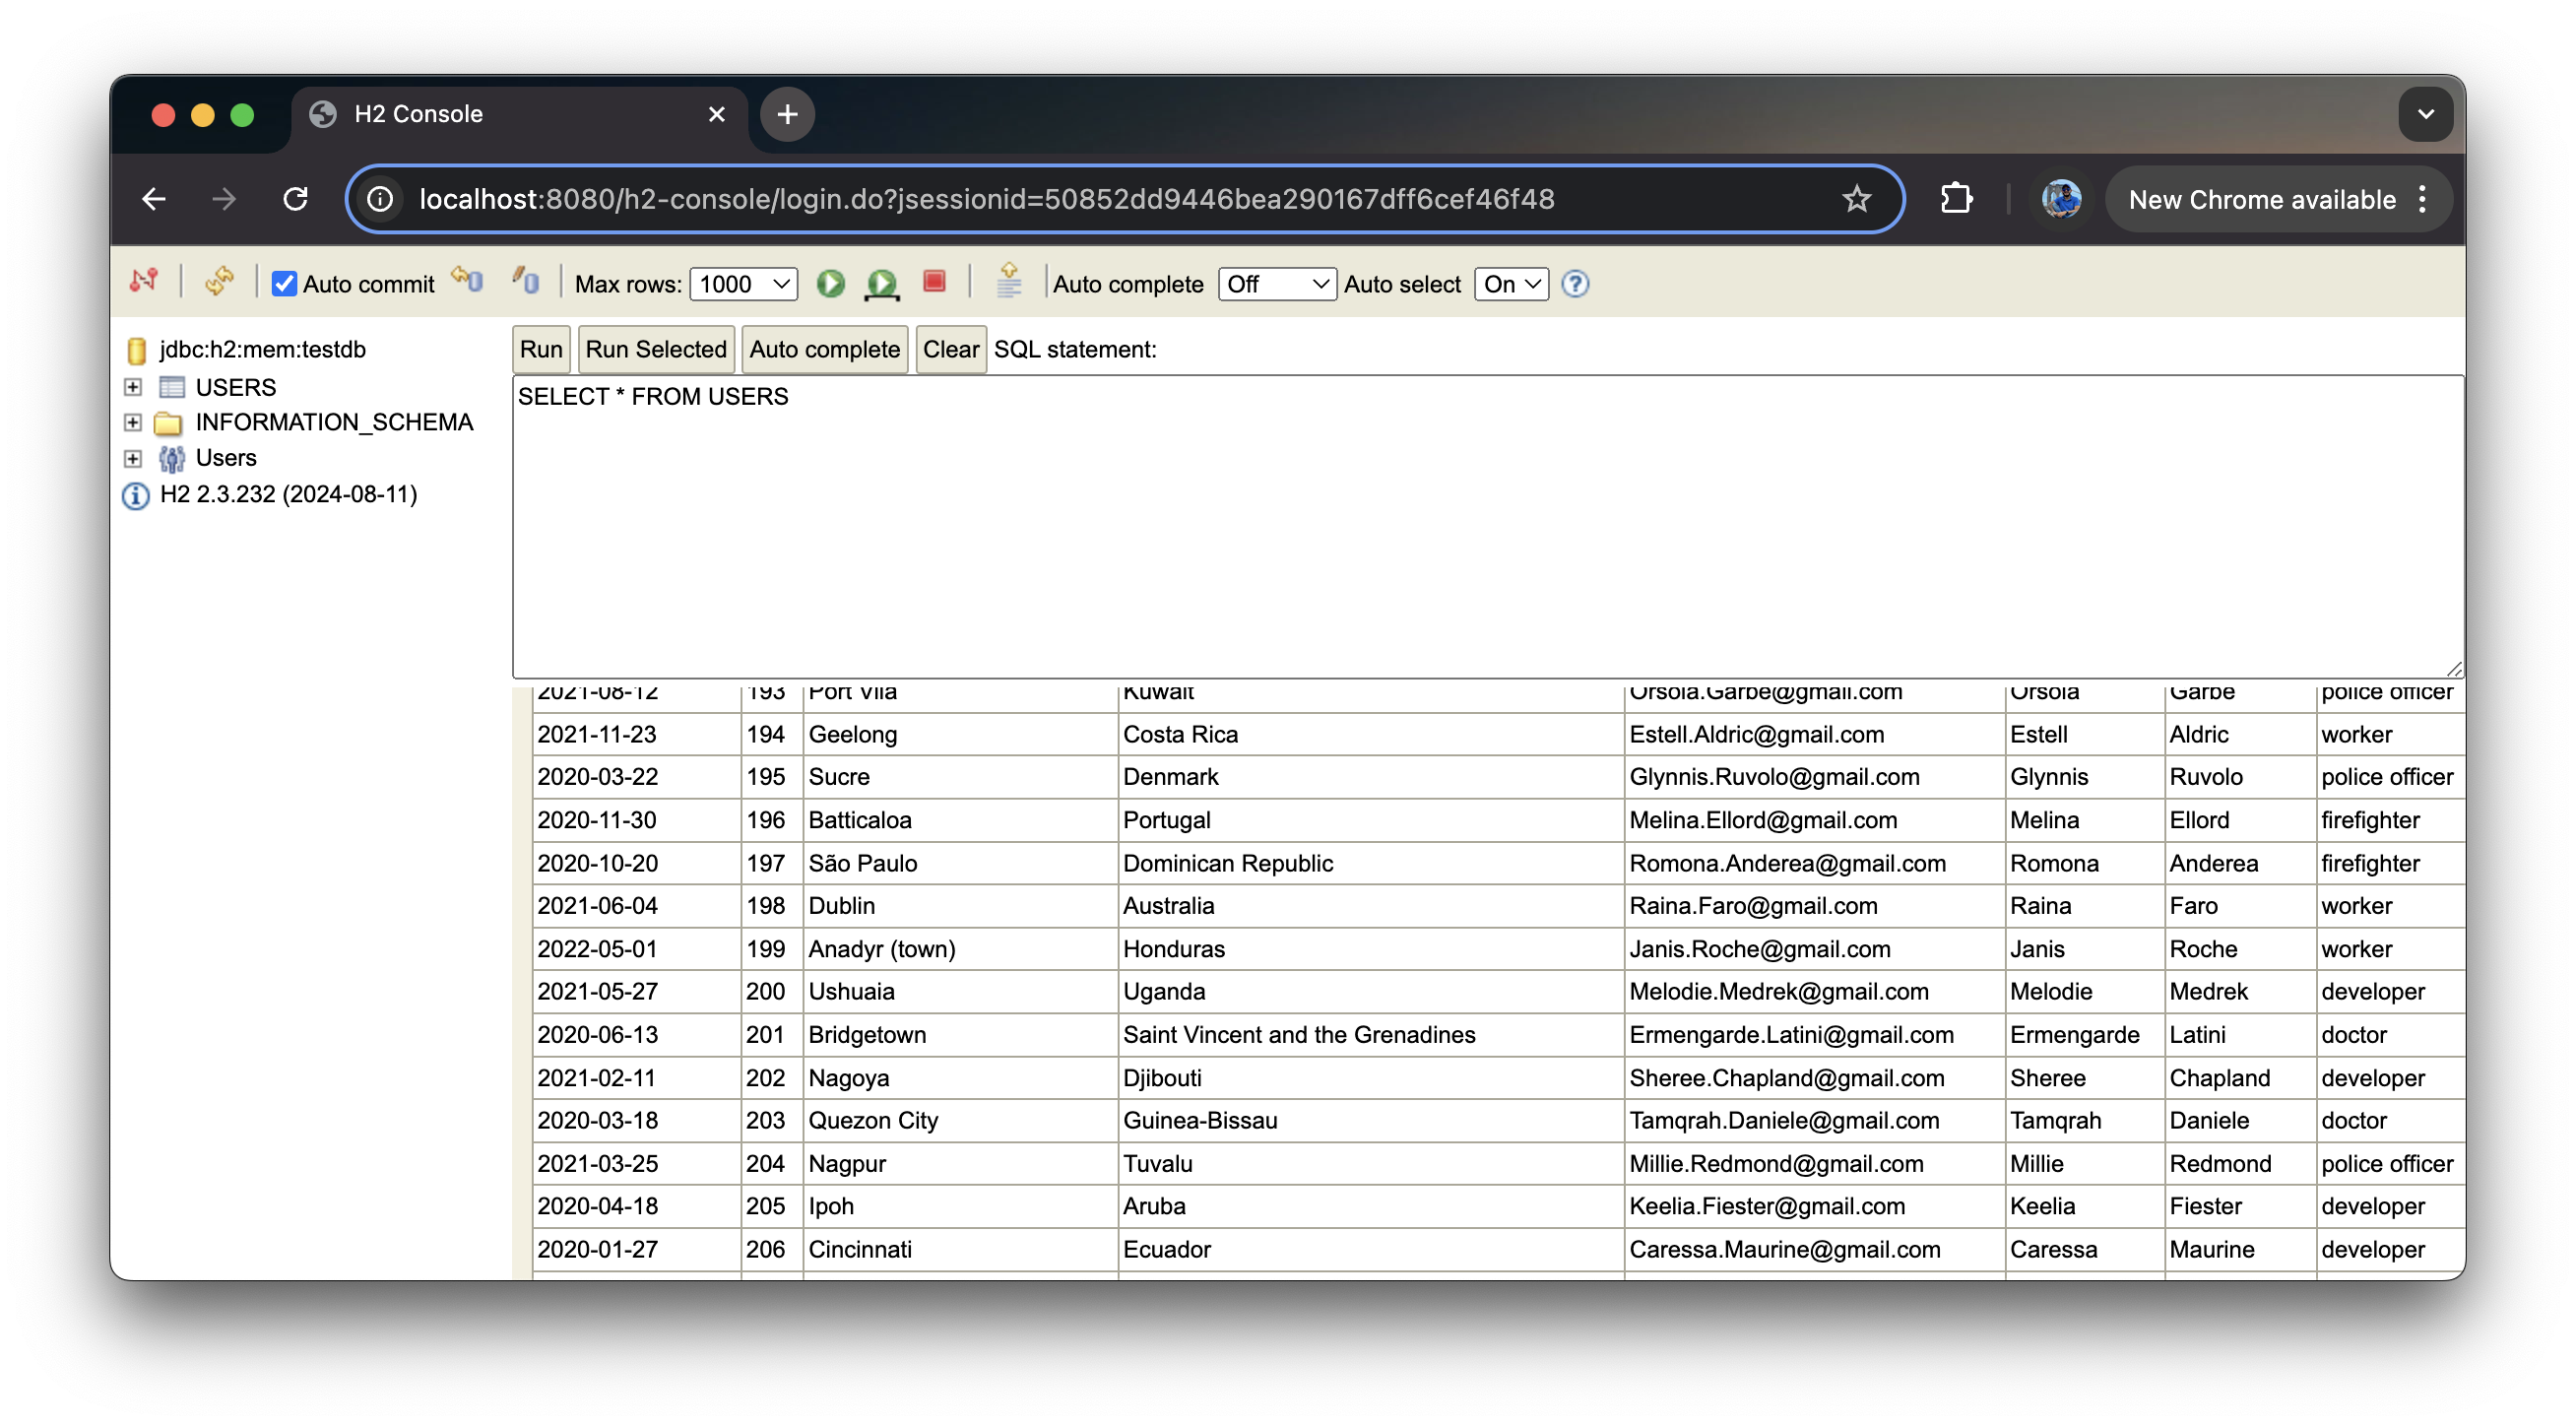 H2 Console
localhost:8080/h2-console/login.do?jsessionid=50852dd9446bea290167dff6cef46f48
New Chrome available
Auto commit Max rows: 1000 Auto complete Off Auto select On
jdbc:h2:mem:testdb
USERS
INFORMATION_SCHEMA
Users
H2 2.3.232 (2024-08-11)
Run Run Selected Auto complete Clear SQL statement:
SELECT * FROM USERS
2021-08-12 193 Port Vila Kuwait Orsola.Garbe@gmail.com Orsola Garbe police officer
2021-11-23 194 Geelong Costa Rica Estell.Aldric@gmail.com Estell Aldric worker
2020-03-22 195 Sucre Denmark Glynnis.Ruvolo@gmail.com Glynnis Ruvolo police officer
2020-11-30 196 Batticaloa Portugal Melina.Ellord@gmail.com Melina Ellord firefighter
2020-10-20 197 São Paulo Dominican Republic Romona.Anderea@gmail.com Romona Anderea firefighter
2021-06-04 198 Dublin Australia Raina.Faro@gmail.com Raina Faro worker
2022-05-01 199 Anadyr (town) Honduras Janis.Roche@gmail.com Janis Roche worker
2021-05-27 200 Ushuaia Uganda Melodie.Medrek@gmail.com Melodie Medrek developer
2020-06-13 201 Bridgetown Saint Vincent and the Grenadines Ermengarde.Latini@gmail.com Ermengarde Latini doctor
2021-02-11 202 Nagoya Djibouti Sheree.Chapland@gmail.com Sheree Chapland developer
2020-03-18 203 Quezon City Guinea-Bissau Tamqrah.Daniele@gmail.com Tamqrah Daniele doctor
2021-03-25 204 Nagpur Tuvalu Millie.Redmond@gmail.com Millie Redmond police officer
2020-04-18 205 Ipoh Aruba Keelia.Fiester@gmail.com Keelia Fiester developer
2020-01-27 206 Cincinnati Ecuador Caressa.Maurine@gmail.com Caressa Maurine developer